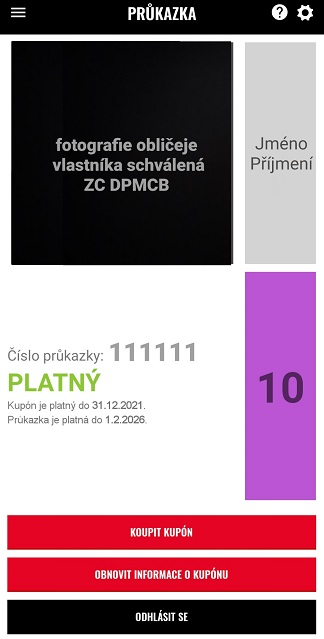 PRŮKAZKA
fotografie obličeje
vlastníka schválená
ZC DPMCB
Jméno
Příjmení
Číslo průkazky: 111111
PLATNÝ
Kupón je platný do 31.12.2021.
Průkazka je platná do 1.2.2026.
10
KOUPIT KUPÓN
OBNOVIT INFORMACE O KUPÓNU
ODHLÁSIT SE